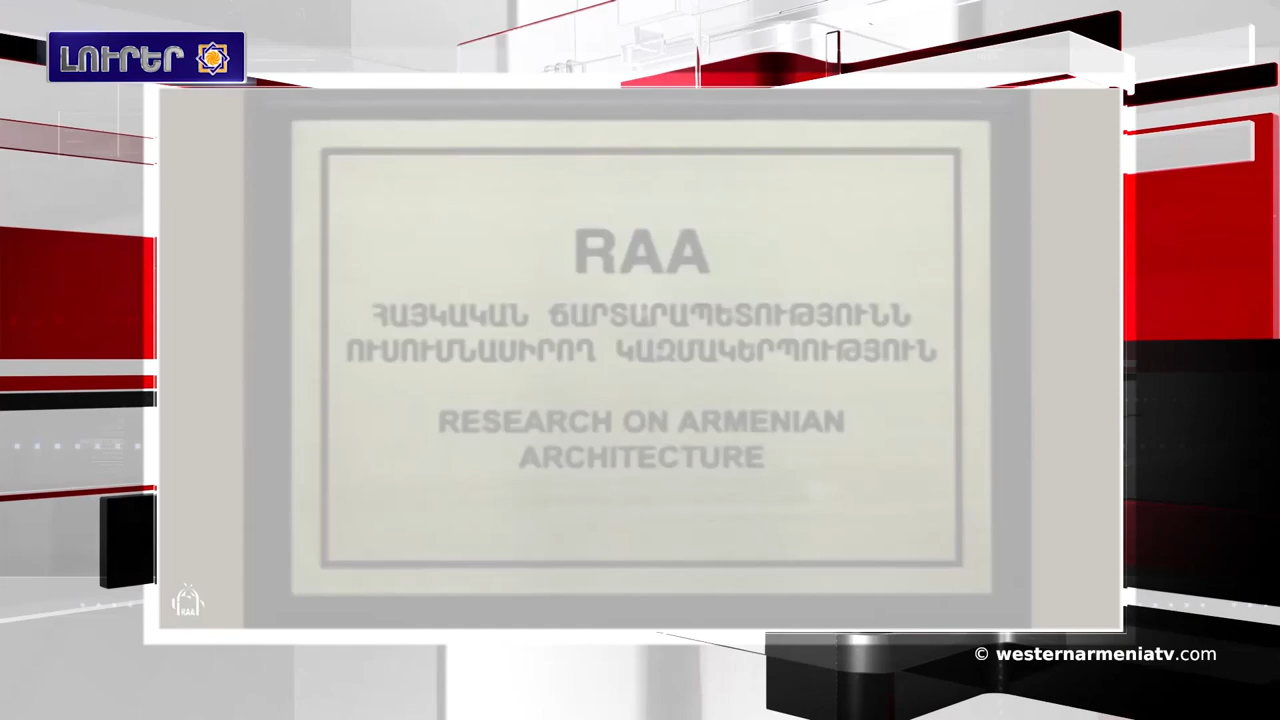 ԼՈՒՐԵՐ
RAA
ՀԱՅԿԱԿԱՆ ՃԱՐՏԱՐԱՊԵՏՈՒԹՅՈՒՆՆ
ՈՒՍՈՒՄՆԱՍԻՐՈՂ ԿԱԶՄԱԿԵՐՊՈՒԹՅՈՒՆ
RESEARCH ON ARMENIAN
ARCHITECTURE
RAA
© westernarmeniatv.com